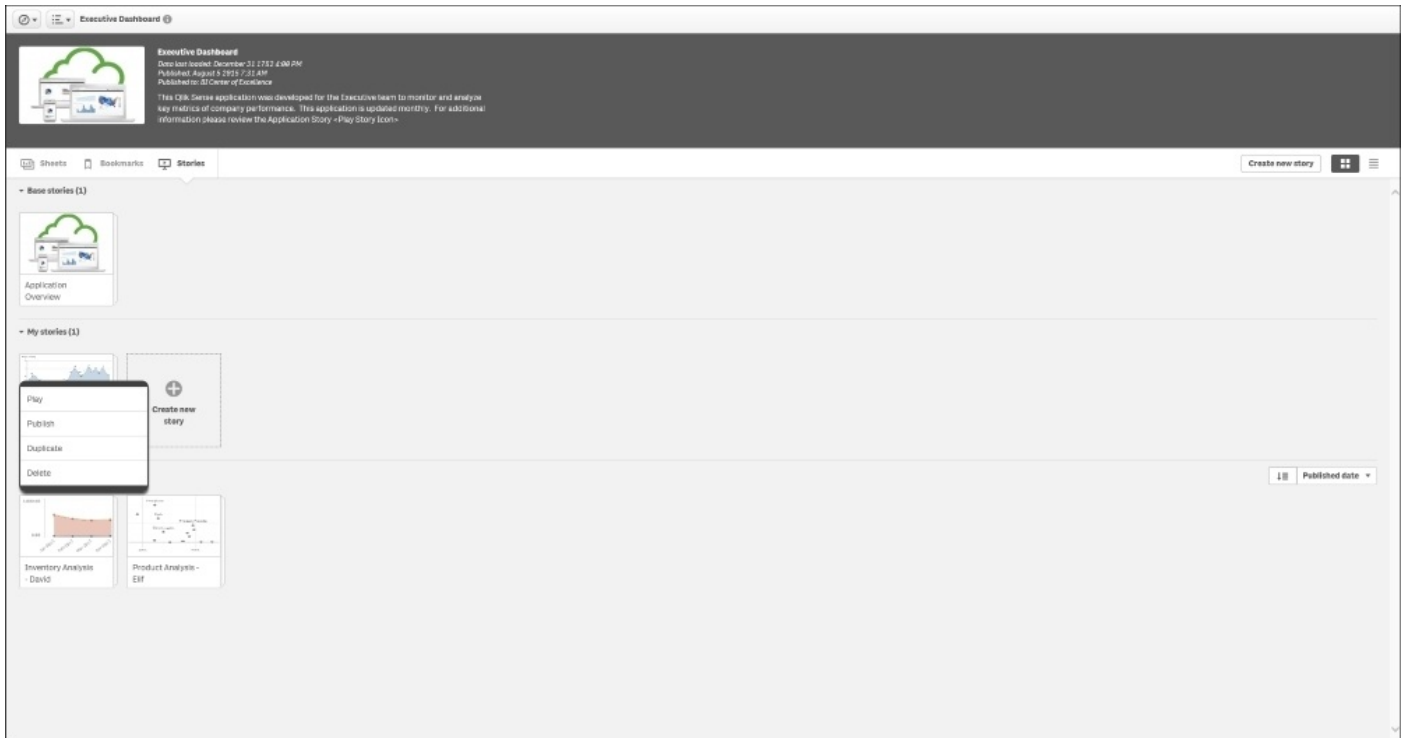 Executive Dashboard
Executive Dashboard
Data last loaded: December 31 1752 4:00 PM
Published: August 5 2015 7:31 AM
Published to: BI Center of Excellence
This Qlik Sense application was developed for the Executive team to monitor and analyze
key metrics of company performance. This application is updated monthly. For additional
information please review the Application Story <Play Story Icon>
Sheets Bookmarks Stories Create new story
Base stories (1)
Application
Overview
My stories (1)
Play
Publish
Duplicate
Delete
Create new
story
Published date
Inventory Analysis
- David
Product Analysis -
Elif